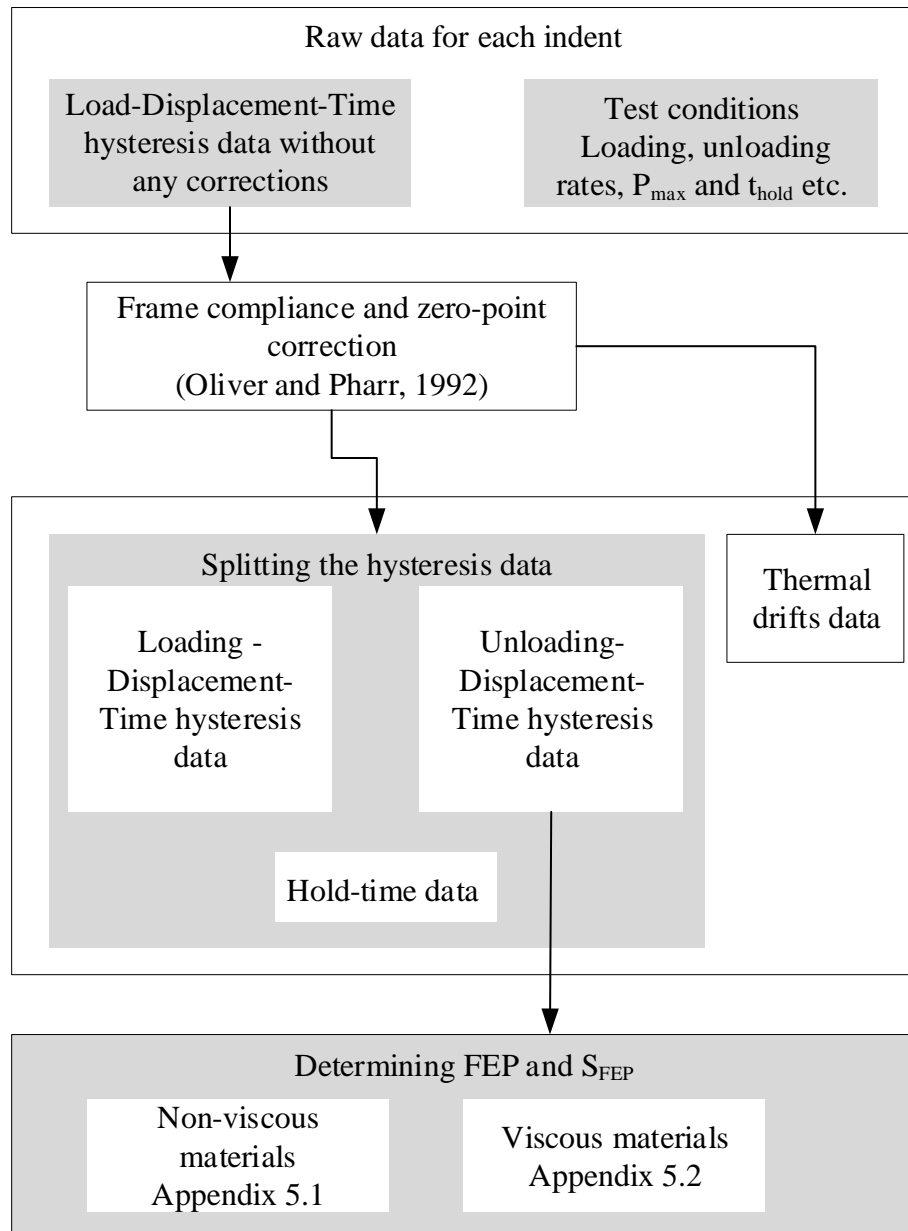 Raw data for each indent
Load-Displacement-Time
hysteresis data without
any corrections
Test conditions
Loading, unloading
rates, Pmax and thold etc.
Frame compliance and zero-point
correction
(Oliver and Pharr, 1992)
Splitting the hysteresis data
Loading -
Displacement-
Time hysteresis
data
Unloading-
Displacement-
Time hysteresis
data
Hold-time data
Thermal
drifts data
Determining FEP and SFEP
Non-viscous
materials
Appendix 5.1
Viscous materials
Appendix 5.2